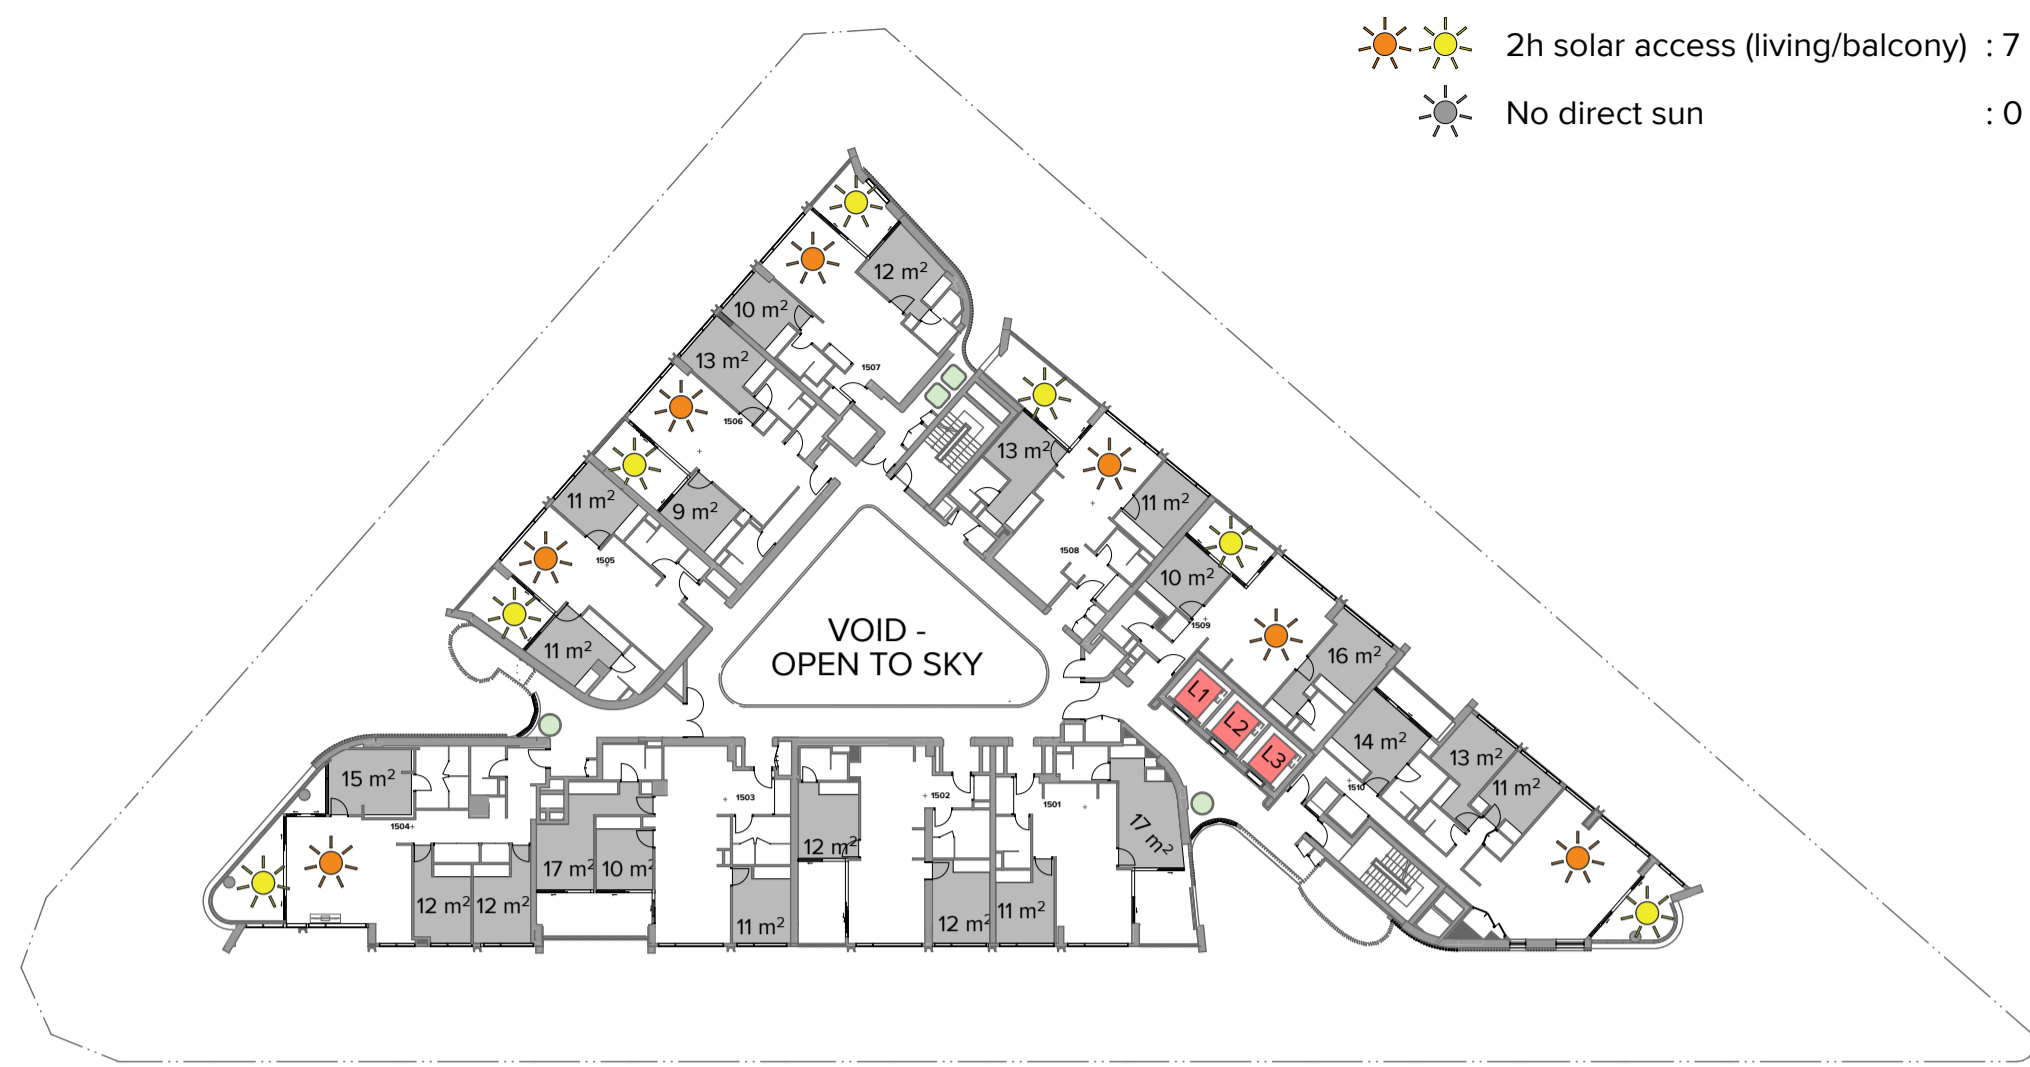 2h solar access (living/balcony) : 7
No direct sun : 0
12 m²
10 m²
13 m²
1507
1506
13 m²
11 m²
9 m²
11 m²
1505
1508
10 m²
11 m²
1509
16 m²
VOID -
OPEN TO SKY
L1
L2
L3
14 m²
13 m²
11 m²
1510
15 m²
1504
1503
1502
1501
17 m²
12 m²
17 m²
10 m²
12 m²
12 m²
11 m²
12 m²
11 m²